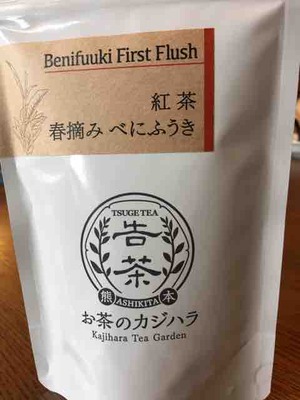 Benifuuki First Flush
紅茶
春摘み べにふうき
TSUGE TEA
告茶
熊 ASHIKITA 本
お茶のカジハラ
Kajihara Tea Garden